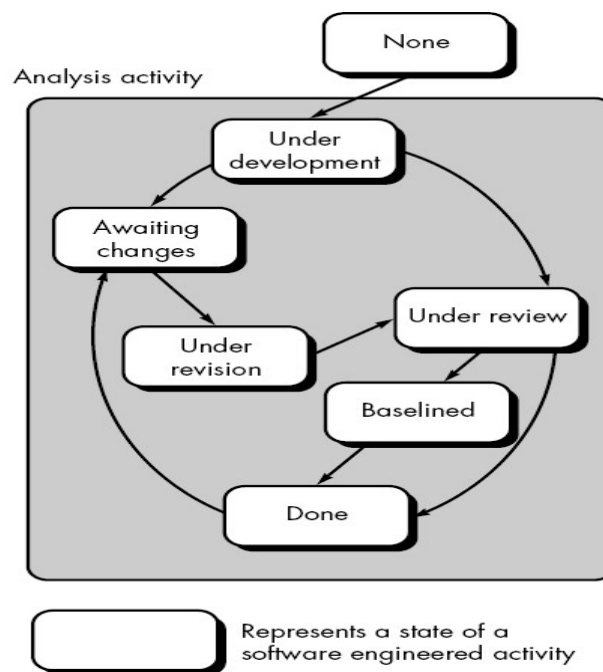 None
Analysis activity
Under
development
Awaiting
changes
Under review
Under
revision
Baselined
Done
Represents a state of a
software engineered activity